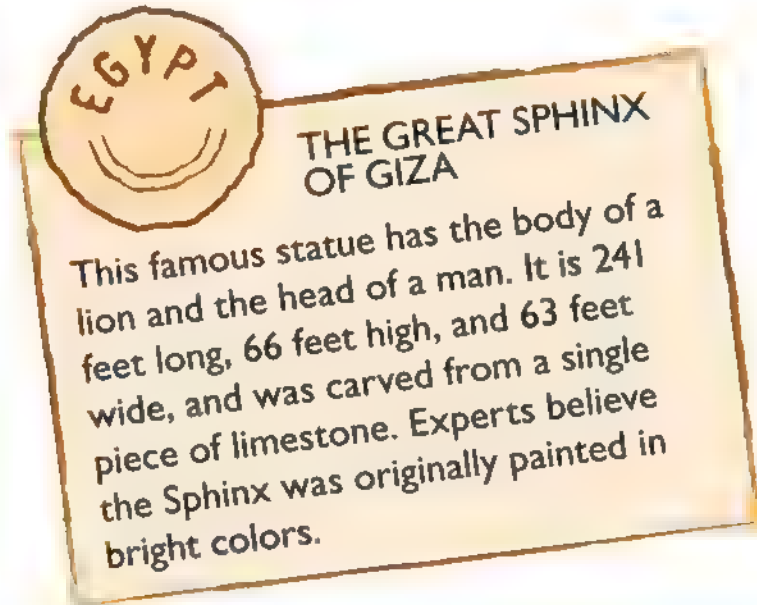 EGYPT
THE GREAT SPHINX
OF GIZA
This famous statue has the body of a
lion and the head of a man. It is 241
feet long, 66 feet high, and 63 feet
wide, and was carved from a single
piece of limestone. Experts believe
the Sphinx was originally painted in
bright colors.